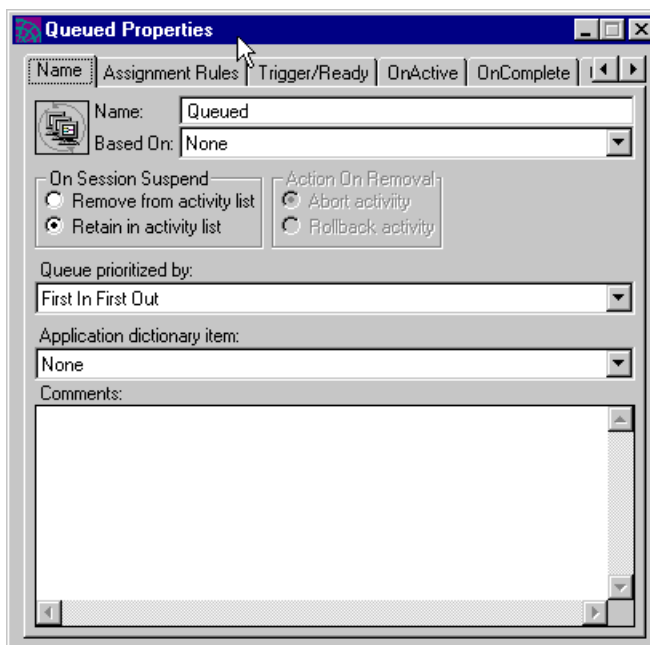 Queued Properties
Name Assignment Rules Trigger/Ready OnActive OnComplete
Name: Queued
Based On: None
On Session Suspend Action On Removal
Remove from activity list Abort activiity
Retain in activity list Rollback activity
Queue prioritized by:
First In First Out
Application dictionary item:
None
Comments: